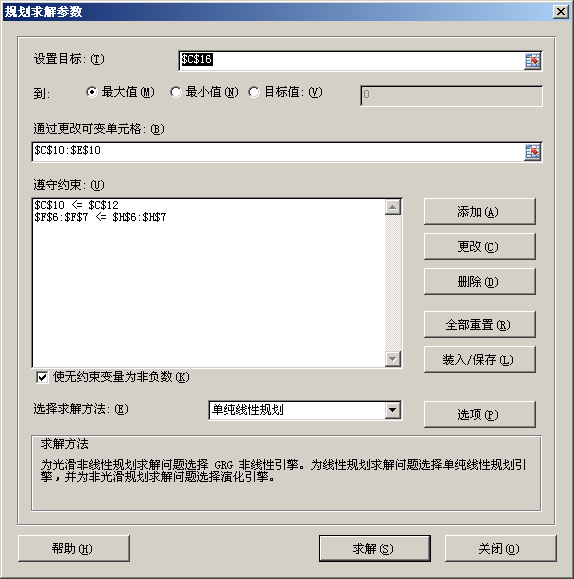 规划求解参数
设置目标:(T) $C$16
到: 最大值(M) 最小值(N) 目标值:(V) 0
通过更改可变单元格:(B)
$C$10:$E$10
遵守约束:(U)
$C$10 <= $C$12
$F$6:$F$7 <= $H$6:$H$7
添加(A)
更改(C)
删除(D)
全部重置(R)
装入/保存(L)
使无约束变量为非负数(K)
选择求解方法:(E) 单纯线性规划 选项(P)
求解方法
为光滑非线性规划求解问题选择 GRG 非线性引擎。为线性规划求解问题选择单纯线性规划引
擎，并为非光滑规划求解问题选择演化引擎。
帮助(H) 求解(S) 关闭(O)